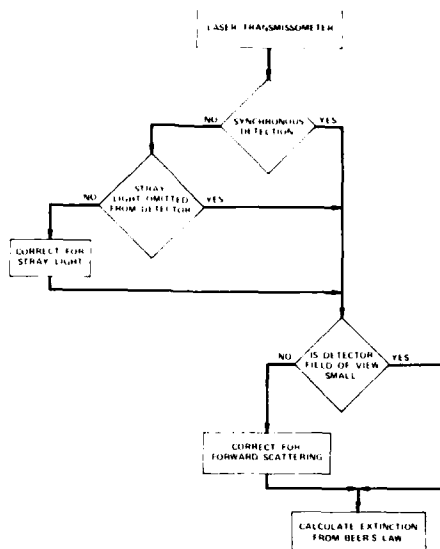 LASER TRANSMISSOMETER
NO
YES
SYNCHRONOUS
DETECTION
STRAY
LIGHT OMITTED
FROM DETECTOR
NO
YES
CORRECT FOR
STRAY LIGHT
IS DETECTOR
FIELD OF VIEW
SMALL
NO
YES
CORRECT FOR
FORWARD SCATTERING
CALCULATE EXTINCTION
FROM BEER'S LAW